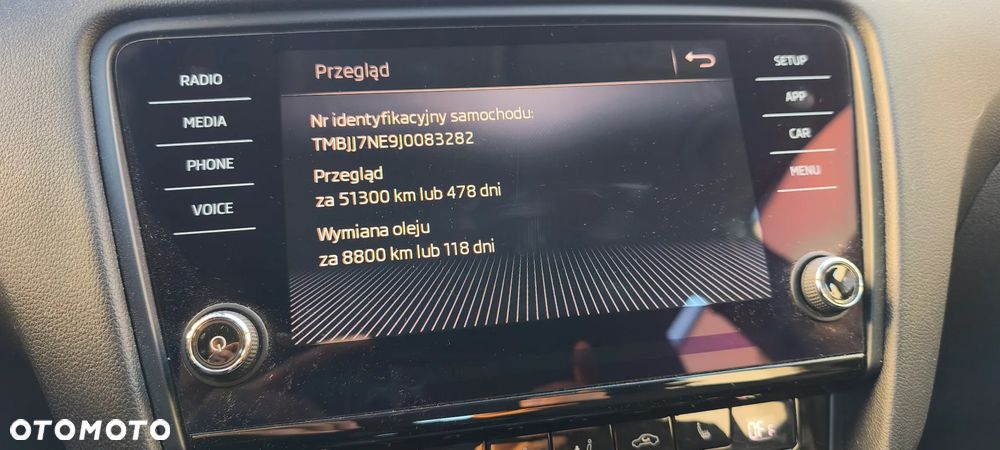 RADIO
MEDIA
PHONE
VOICE
Przegląd
Nr identyfikacyjny samochodu:
TMBJJ7NE9J0083282
Przegląd
za 51300 km lub 478 dni
Wymiana oleju
za 8800 km lub 118 dni
SETUP
APP
CAR
MENU
OFF
OTOMOTO